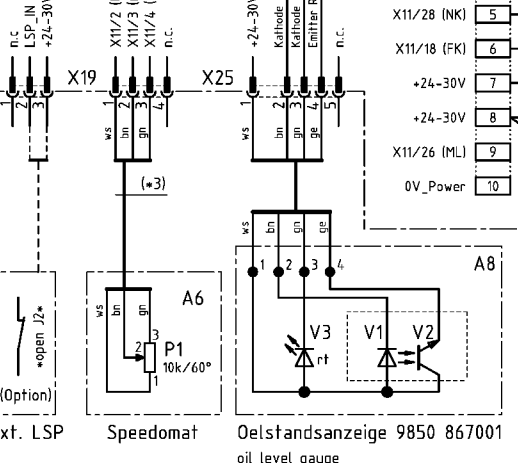 n.c
LSP_IN
+24-30V
X11/2
X11/3
X11/4
n.c.
+24-30V
Kathode
Kathode
Emitter
n.c.
X11/28 (NK) 5
X11/18 (FK) 6
+24-30V 7
+24-30V 8
X11/26 (ML) 9
0V_Power 10
X19
X25
1 2 3
1 2 3 4
1 2 3 4 5
ws bn gn
ws bn gn ge
(*3)
ws bn gn ge
1 2 3 4
A8
A6
ws bn gn
3
2 P1
10k/60°
1
V3
rt
V1 V2
*open J2*
(Option)
xt. LSP
Speedomat
Oelstandsanzeige 9850 867001
oil level gauge